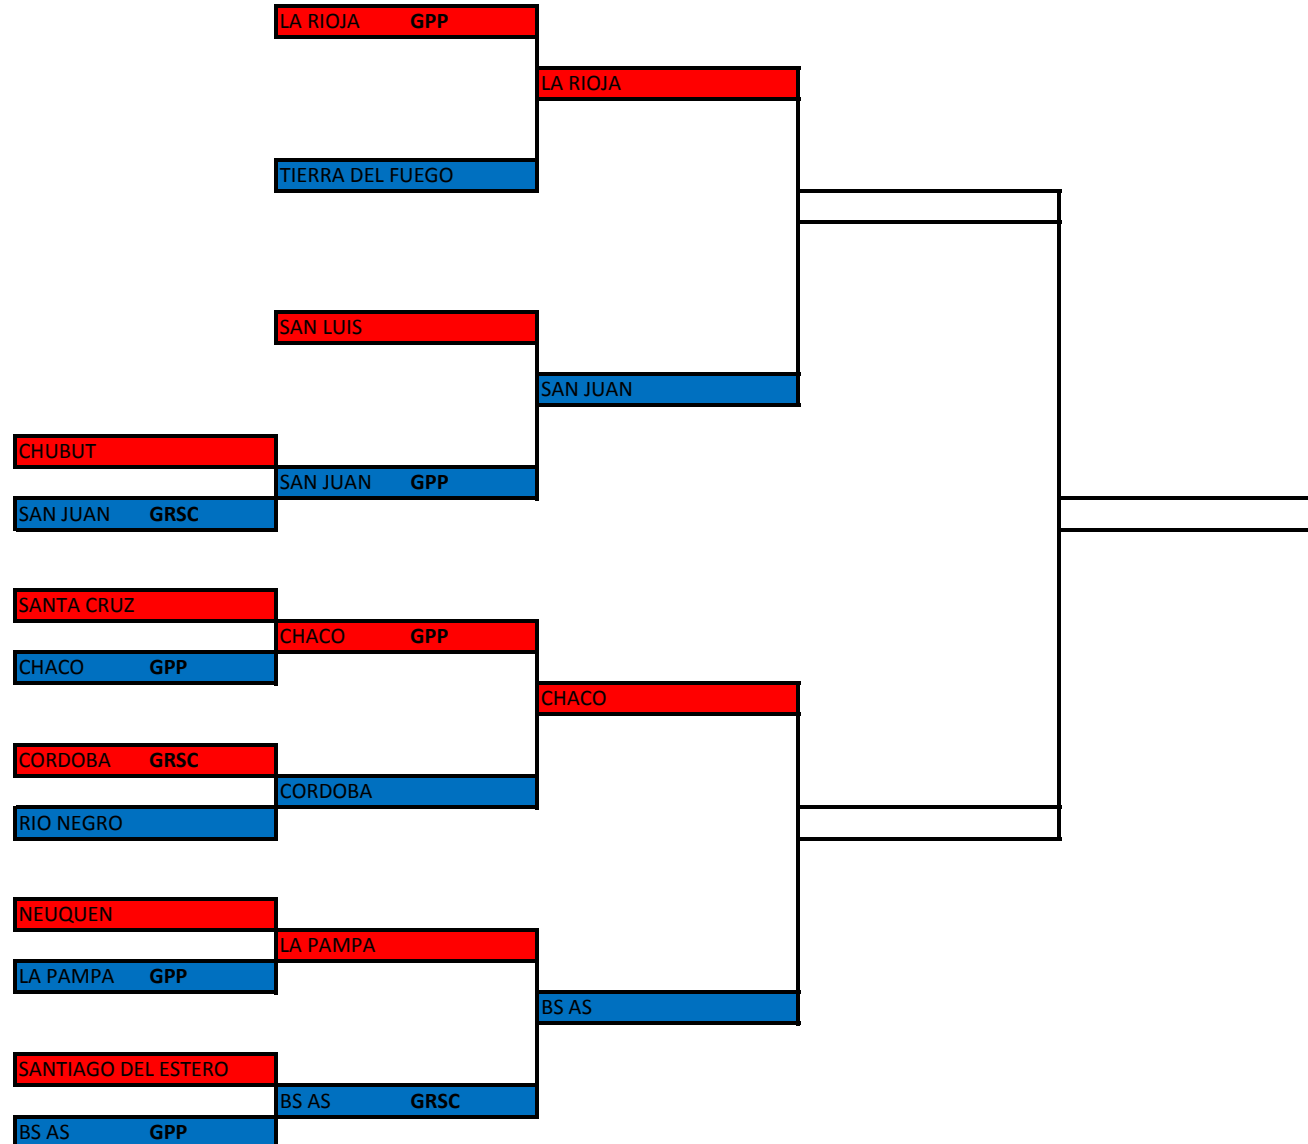 LA RIOJA GPP
LA RIOJA
TIERRA DEL FUEGO
SAN LUIS
SAN JUAN
CHUBUT
SAN JUAN GPP
SAN JUAN GRSC
SANTA CRUZ
CHACO GPP
CHACO GPP
CHACO
CORDOBA GRSC
CORDOBA
RIO NEGRO
NEUQUEN
LA PAMPA
LA PAMPA GPP
BS AS
SANTIAGO DEL ESTERO
BS AS GRSC
BS AS GPP